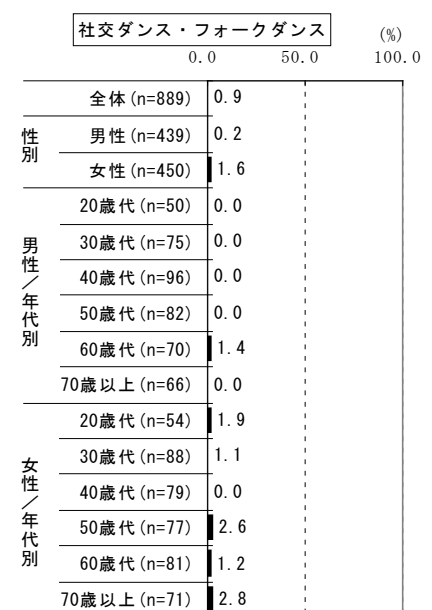 社交ダンス・フォークダンス
(%)
0.0 50.0 100.0
全体(n=889) 0.9
性別
男性(n=439) 0.2
女性(n=450) 1.6
男性／年代別
20歳代(n=50) 0.0
30歳代(n=75) 0.0
40歳代(n=96) 0.0
50歳代(n=82) 0.0
60歳代(n=70) 1.4
70歳以上(n=66) 0.0
女性／年代別
20歳代(n=54) 1.9
30歳代(n=88) 1.1
40歳代(n=79) 0.0
50歳代(n=77) 2.6
60歳代(n=81) 1.2
70歳以上(n=71) 2.8